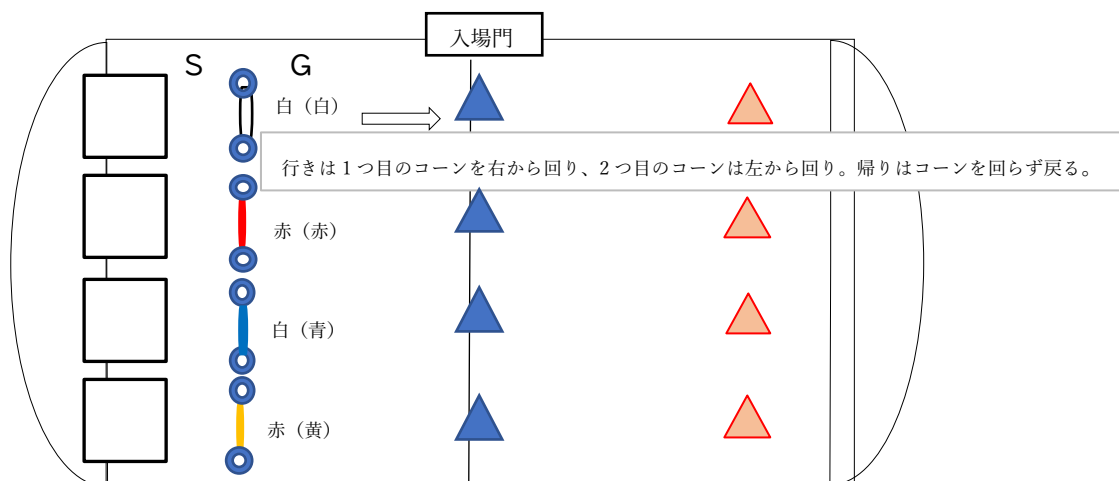 入場門
S G
白（白）
行きは１つ目のコーンを右から回り、２つ目のコーンは左から回り。帰りはコーンを回らず戻る。
赤（赤）
白（青）
赤（黄）